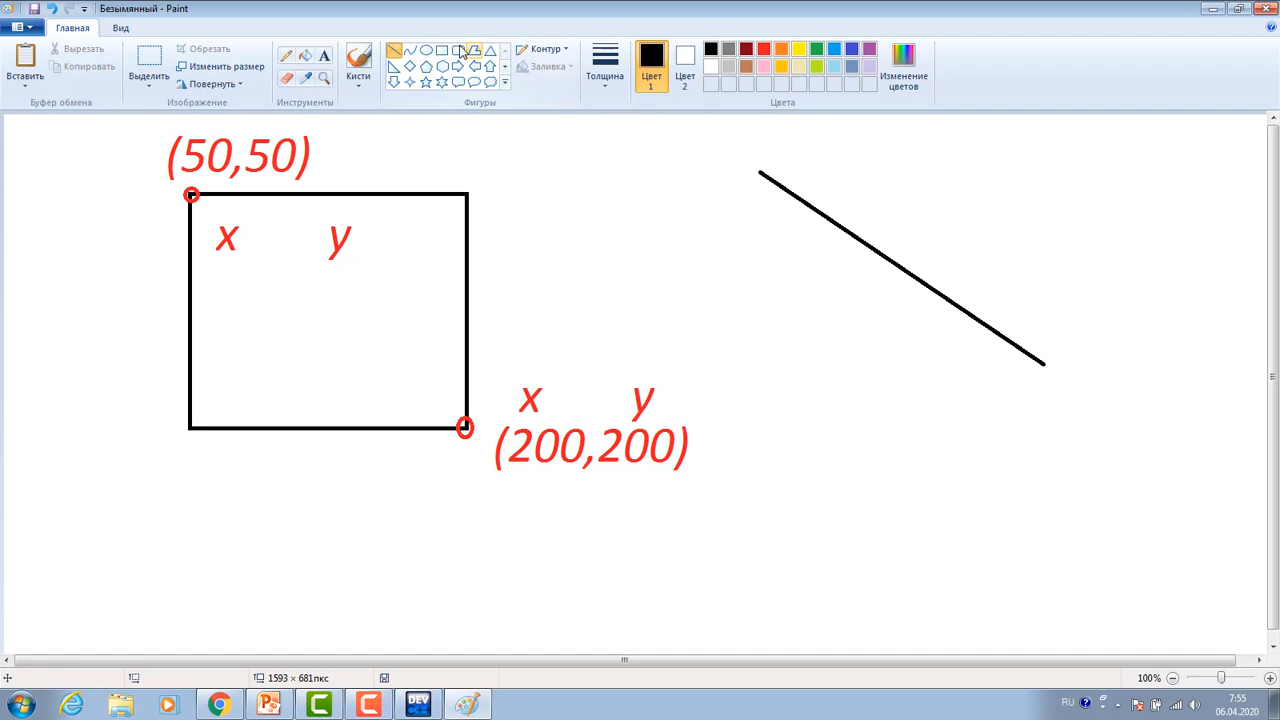 Безымянный - Paint
Главная
Вид
Вставить
Вырезать
Копировать
Буфер обмена
Выделить
Обрезать
Изменить размер
Повернуть
Изображение
A
Инструменты
Кисти
Фигуры
Контур
Заливка
Толщина
Цвет
1
Цвет
2
Изменение
цветов
Цвета
(50,50)
x y
x y
(200,200)
1593 × 681пкс
100%
DEV
RU
7:55
06.04.2020